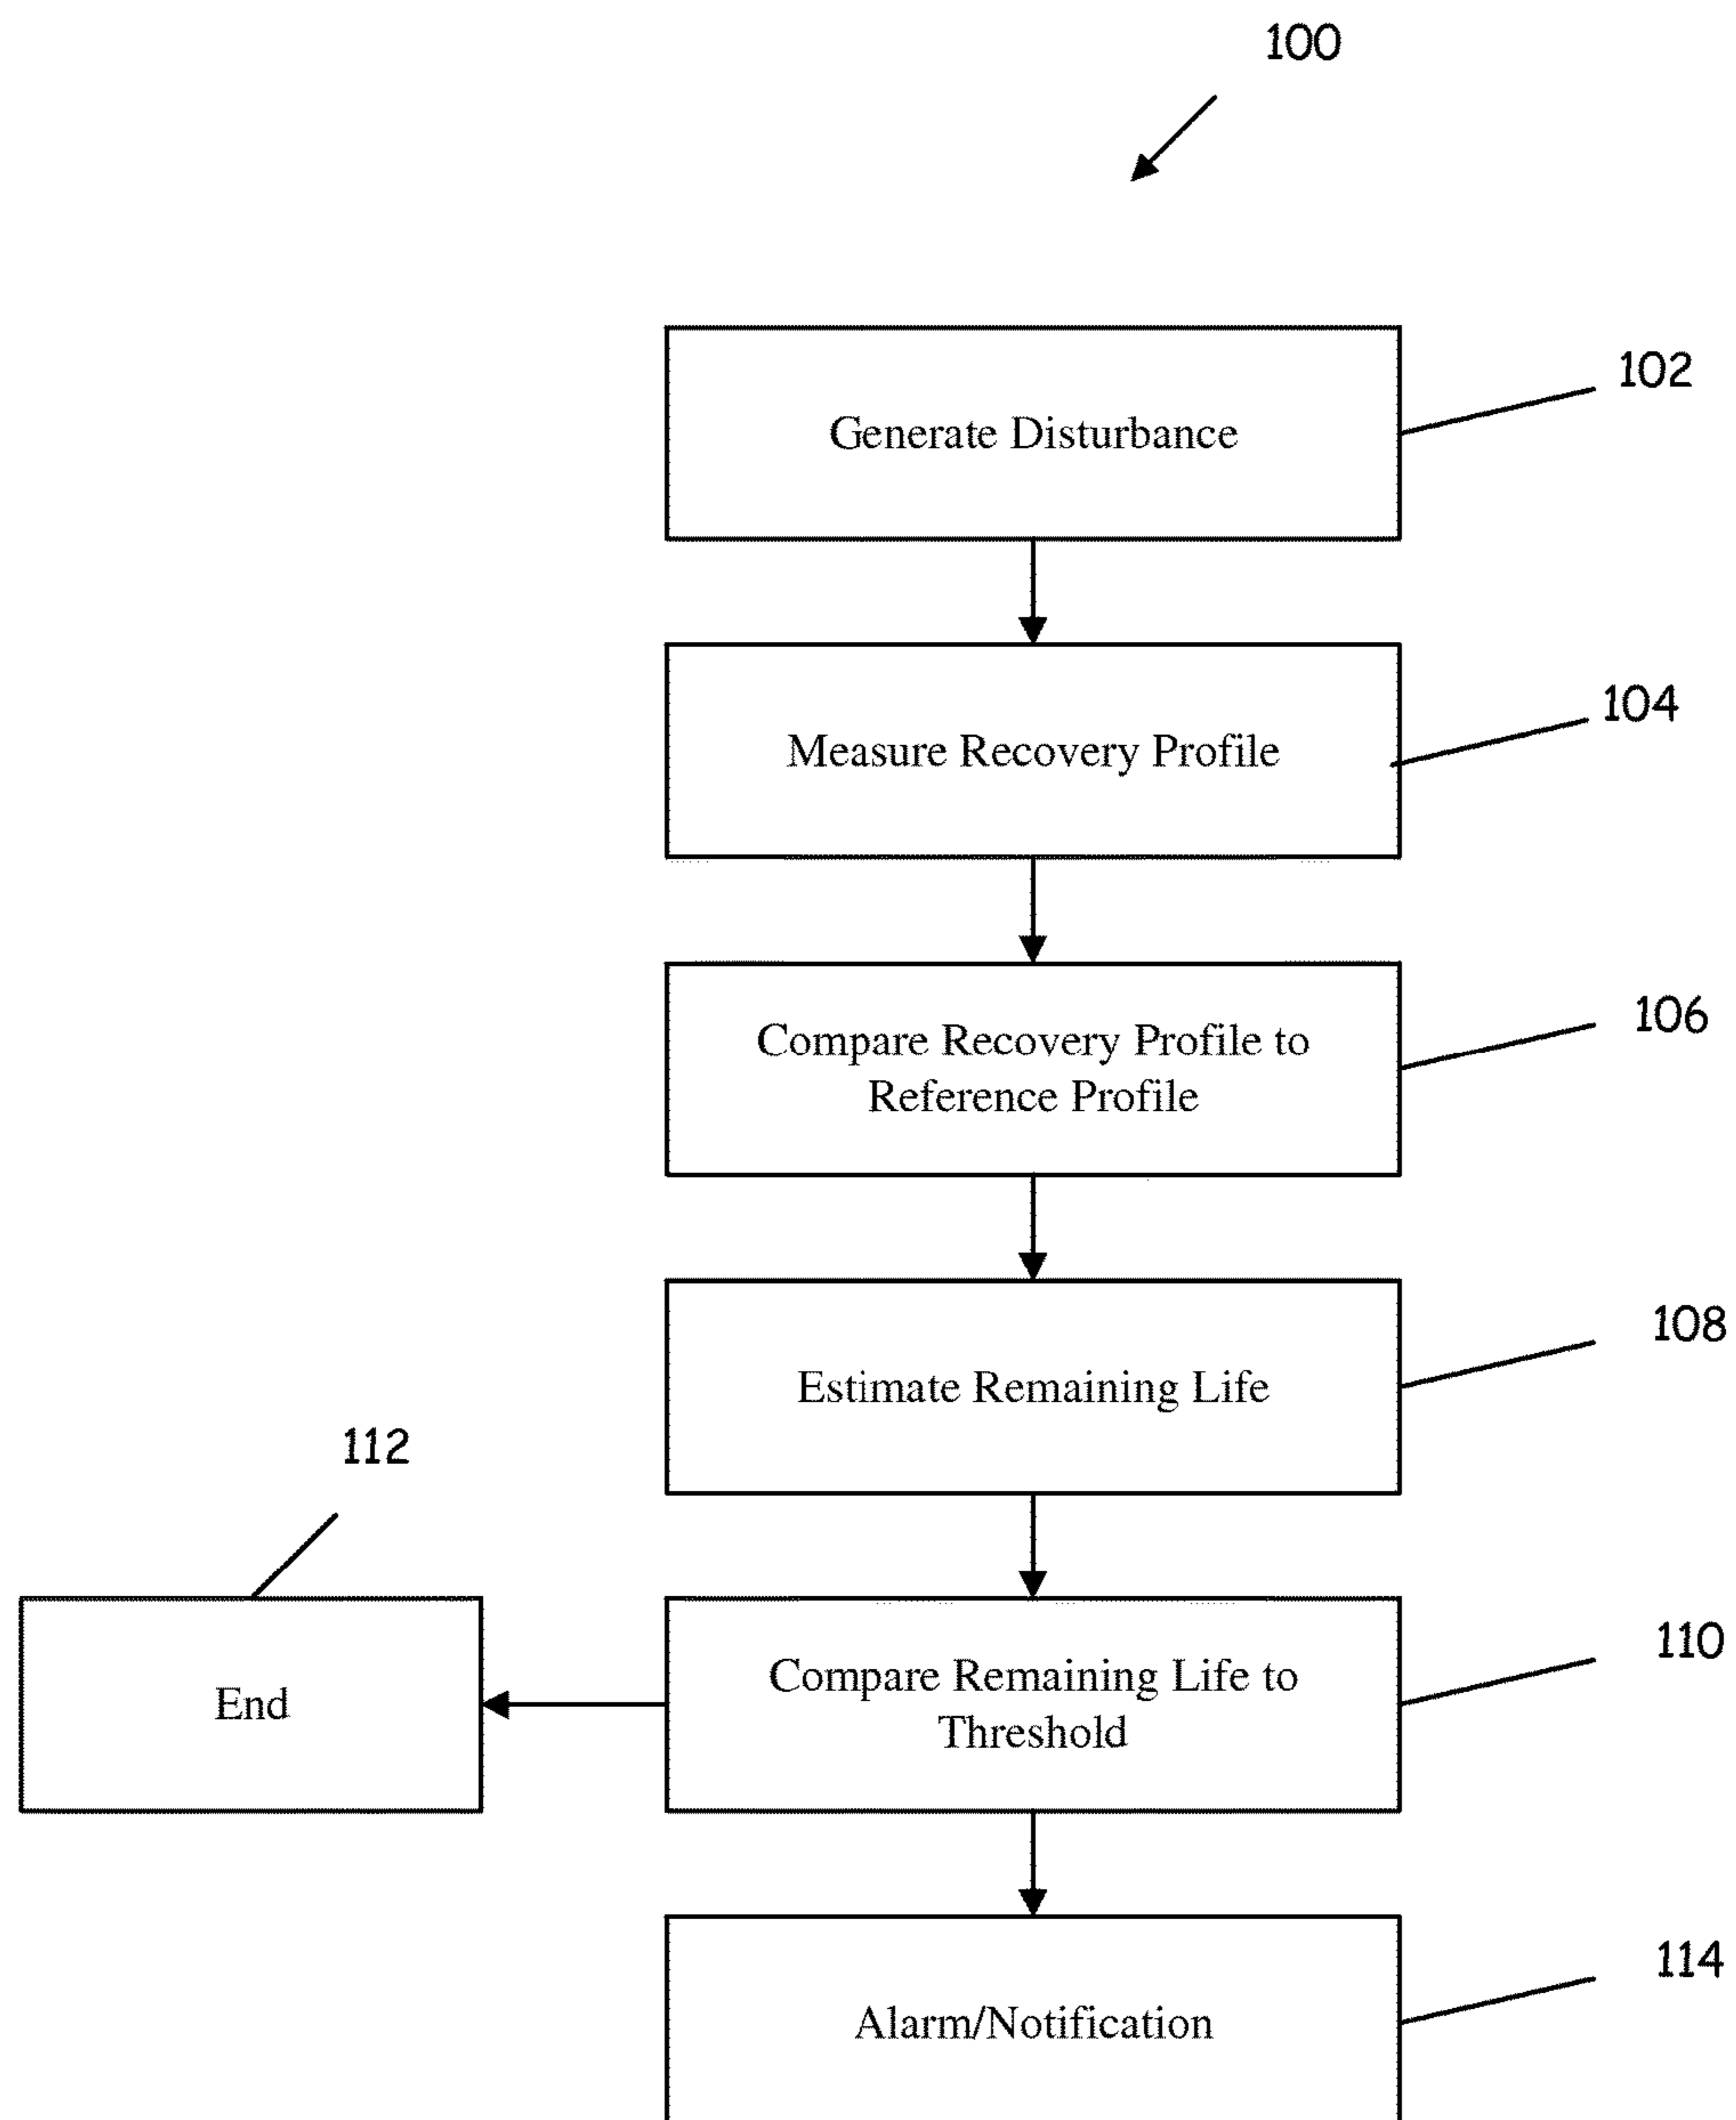 100
Generate Disturbance
102
Measure Recovery Profile
104
Compare Recovery Profile to
Reference Profile
106
Estimate Remaining Life
108
112
End
Compare Remaining Life to
Threshold
110
Alarm/Notification
114